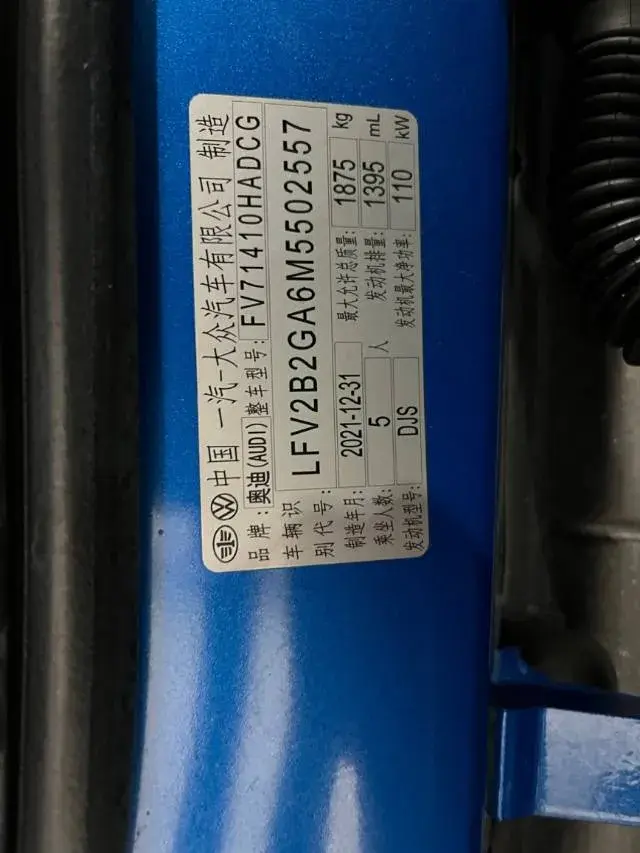 中国 一汽-大众汽车有限公司 制造
品牌: 奥迪(AUDI) 整车型号: FV71410HADCG
车辆识别代号: LFV2B2GA6M5502557
制造年月: 2021-12-31 最大允许总质量: 1875 kg
乘坐人数: 5 人 发动机排量: 1395 mL
发动机型号: DJS 发动机最大净功率: 110 kW